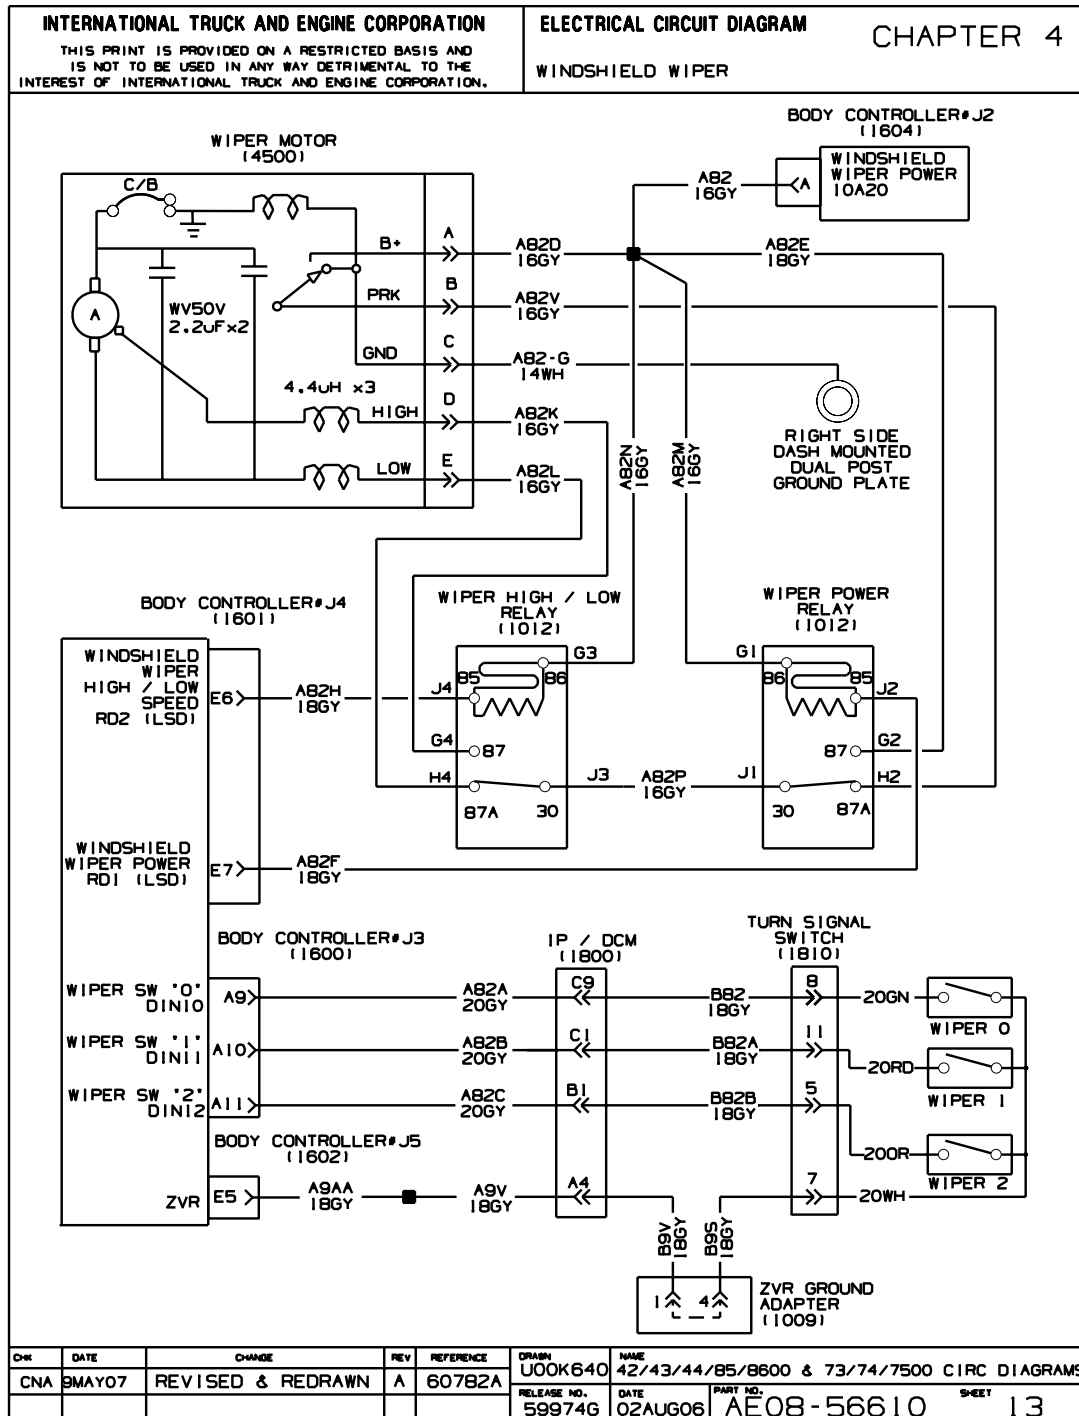 INTERNATIONAL TRUCK AND ENGINE CORPORATION
THIS PRINT IS PROVIDED ON A RESTRICTED BASIS AND
IS NOT TO BE USED IN ANY WAY DETRIMENTAL TO THE
INTEREST OF INTERNATIONAL TRUCK AND ENGINE CORPORATION.
ELECTRICAL CIRCUIT DIAGRAM
CHAPTER 4
WINDSHIELD WIPER
BODY CONTROLLER#J2
(1604)
A82
16GY
A
WINDSHIELD
WIPER POWER
10A20
WIPER MOTOR
(4500)
C/B
A
WV50V
2.2uF×2
4.4uH ×3
B+
PRK
GND
HIGH
LOW
A
B
C
D
E
A82D
16GY
A82E
18GY
A82V
16GY
A82-G
14WH
A82K
16GY
A82L
16GY
A82N
16GY
A82M
16GY
RIGHT SIDE
DASH MOUNTED
DUAL POST
GROUND PLATE
BODY CONTROLLER#J4
(1601)
WIPER HIGH / LOW
RELAY
(1012)
WIPER POWER
RELAY
(1012)
WINDSHIELD
WIPER
HIGH / LOW
SPEED
RD2 (LSD)
E6
A82H
18GY
J4
85
86
G3
G1
86
85
J2
G4
87
87
G2
H4
87A
30
J3
A82P
16GY
J1
30
87A
H2
WINDSHIELD
WIPER POWER
RD1 (LSD)
E7
A82F
18GY
BODY CONTROLLER#J3
(1600)
IP / DCM
(1800)
TURN SIGNAL
SWITCH
(1810)
WIPER SW "0"
DIN10
A9
A82A
20GY
C9
B82
18GY
8
20GN
WIPER 0
WIPER SW "1"
DIN11
A10
A82B
20GY
C1
B82A
18GY
11
20RD
WIPER 1
WIPER SW "2"
DIN12
A11
A82C
20GY
B1
B82B
18GY
5
20OR
WIPER 2
BODY CONTROLLER#J5
(1602)
ZVR
E5
A9AA
18GY
A9V
18GY
A4
7
20WH
B9V
18GY
B9S
18GY
1
4
ZVR GROUND
ADAPTER
(1009)
CHK DATE CHANGE REV REFERENCE
CNA 9MAY07 REVISED & REDRAWN A 60782A
DRAWN
U00K640
NAME
42/43/44/85/8600 & 73/74/7500 CIRC DIAGRAMS
RELEASE NO.
59974G
DATE
02AUG06
PART NO.
AE08-56610
SHEET
13